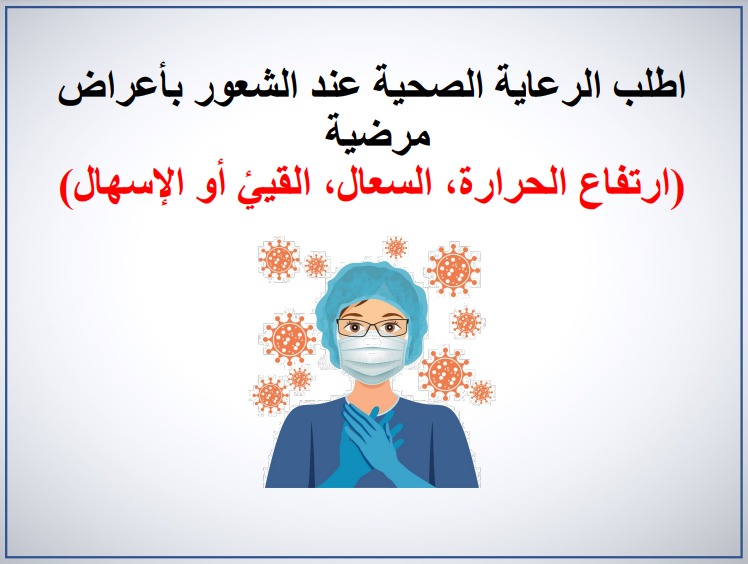 اطلب الرعاية الصحية عند الشعور بأعراض
مرضية
(ارتفاع الحرارة، السعال، القيئ أو الإسهال)